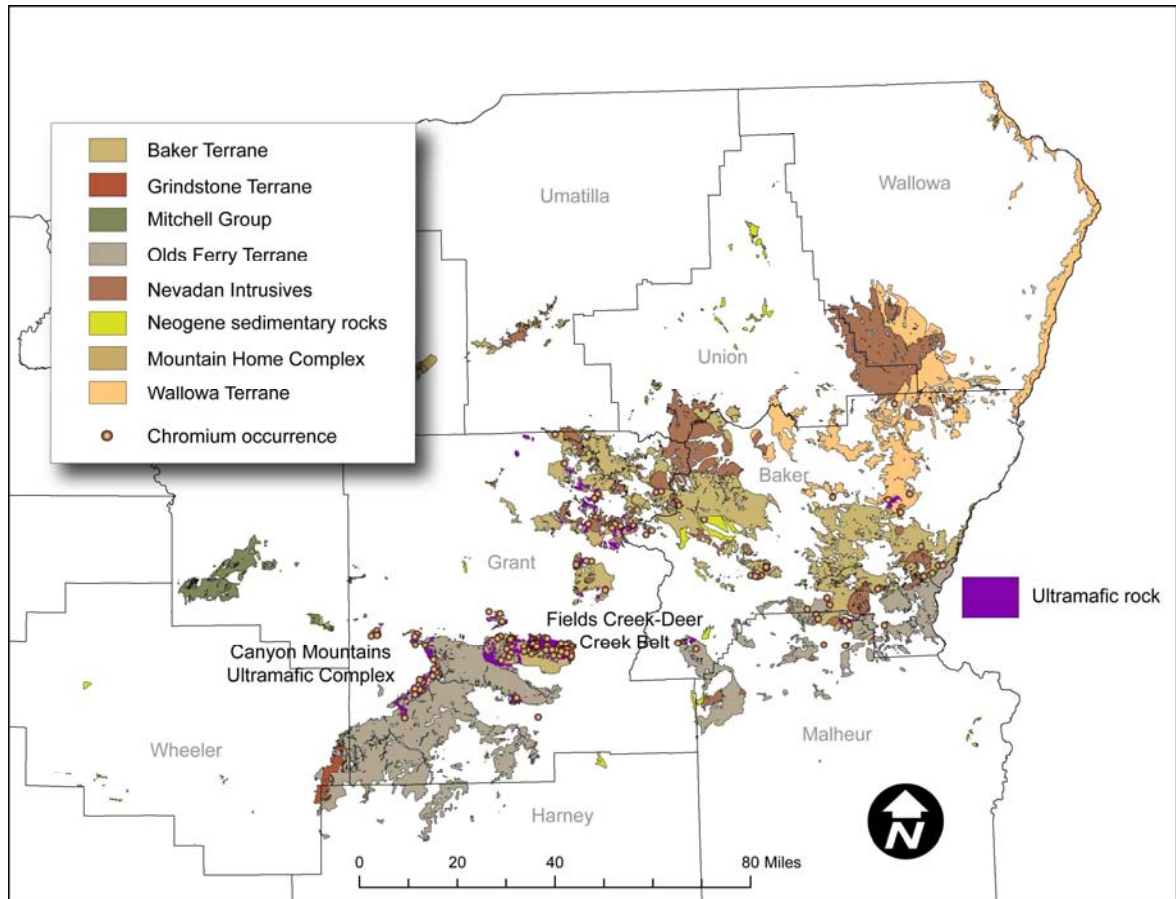 Baker Terrane
Grindstone Terrane
Mitchell Group
Olds Ferry Terrane
Nevadan Intrusives
Neogene sedimentary rocks
Mountain Home Complex
Wallowa Terrane
Chromium occurrence
Umatilla
Wallowa
Union
Baker
Grant
Ultramafic rock
Fields Creek-Deer
Creek Belt
Canyon Mountains
Ultramafic Complex
Wheeler
Malheur
Harney
N
0 20 40 80 Miles